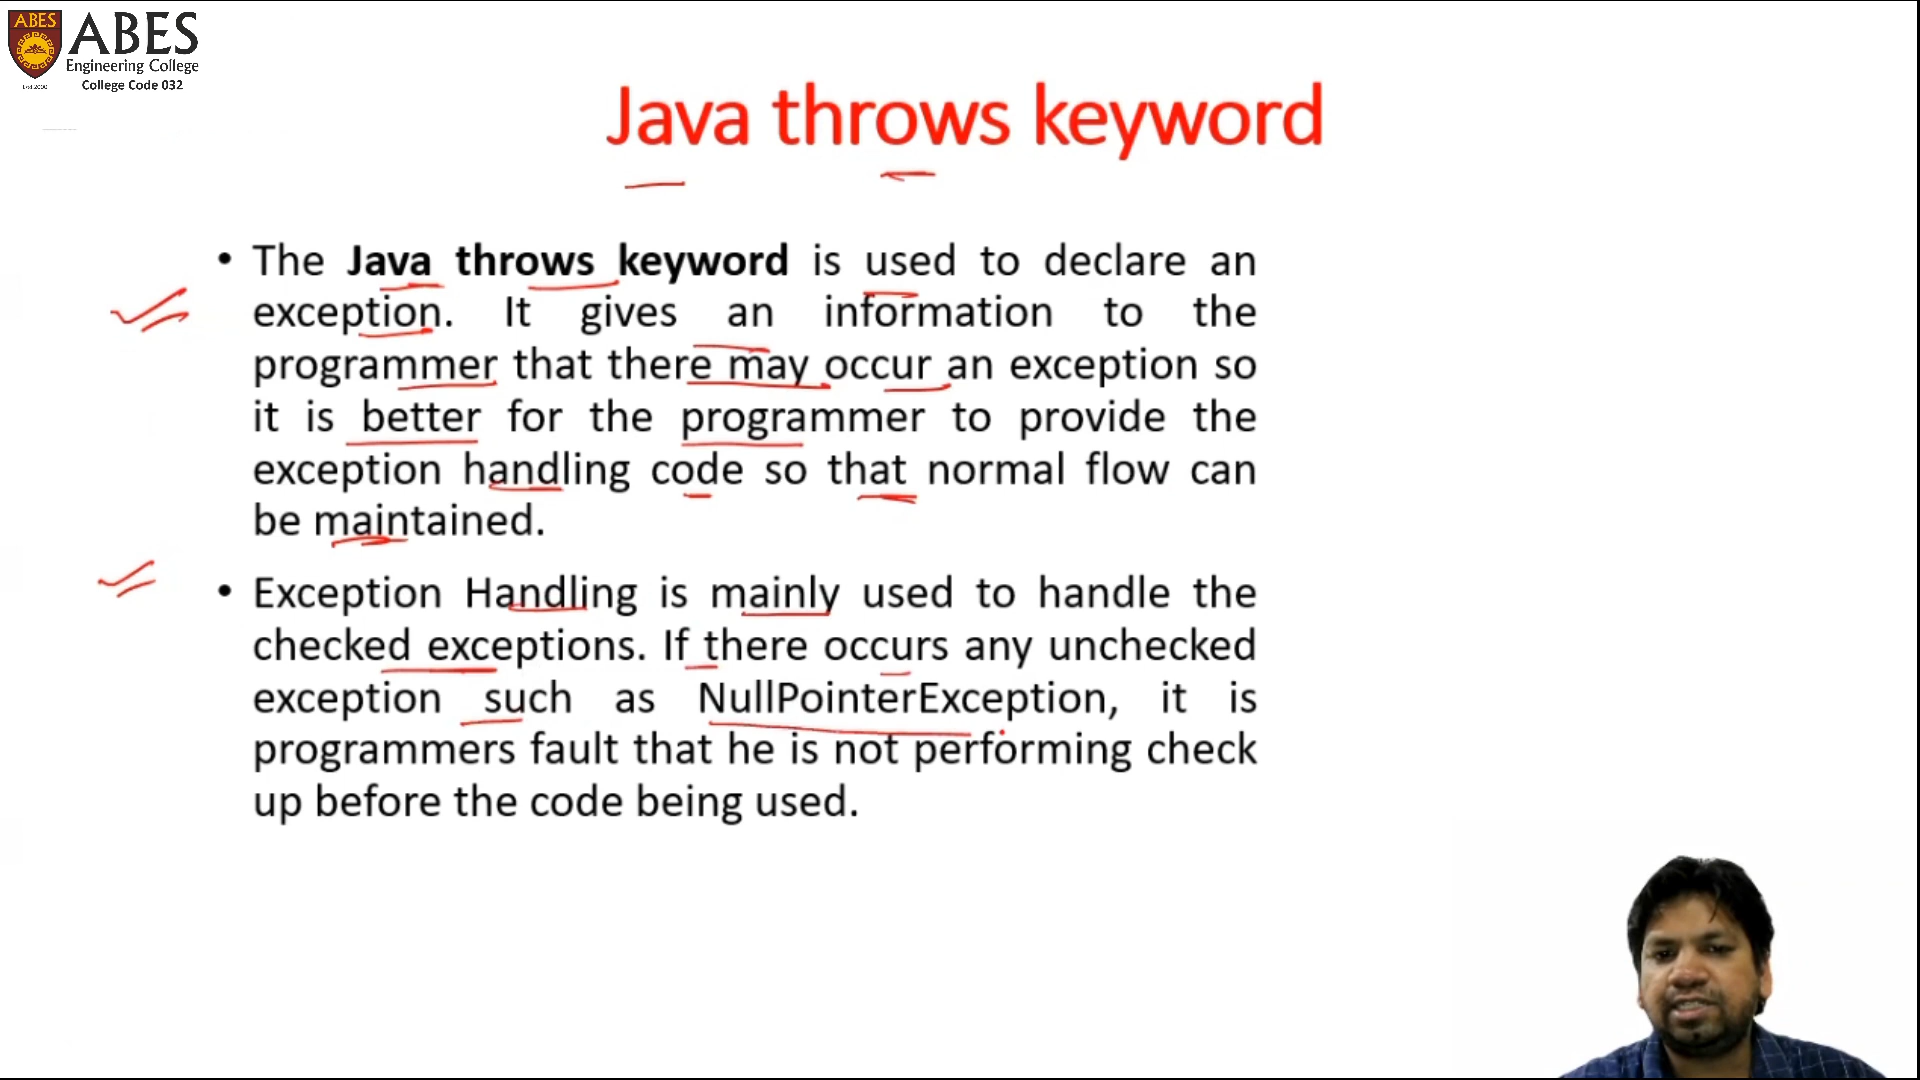 ABES
ABES
Engineering College
College Code 032
Java throws keyword
• The Java throws keyword is used to declare an
exception. It gives an information to the
programmer that there may occur an exception so
it is better for the programmer to provide the
exception handling code so that normal flow can
be maintained.
• Exception Handling is mainly used to handle the
checked exceptions. If there occurs any unchecked
exception such as NullPointerException, it is
programmers fault that he is not performing check
up before the code being used.